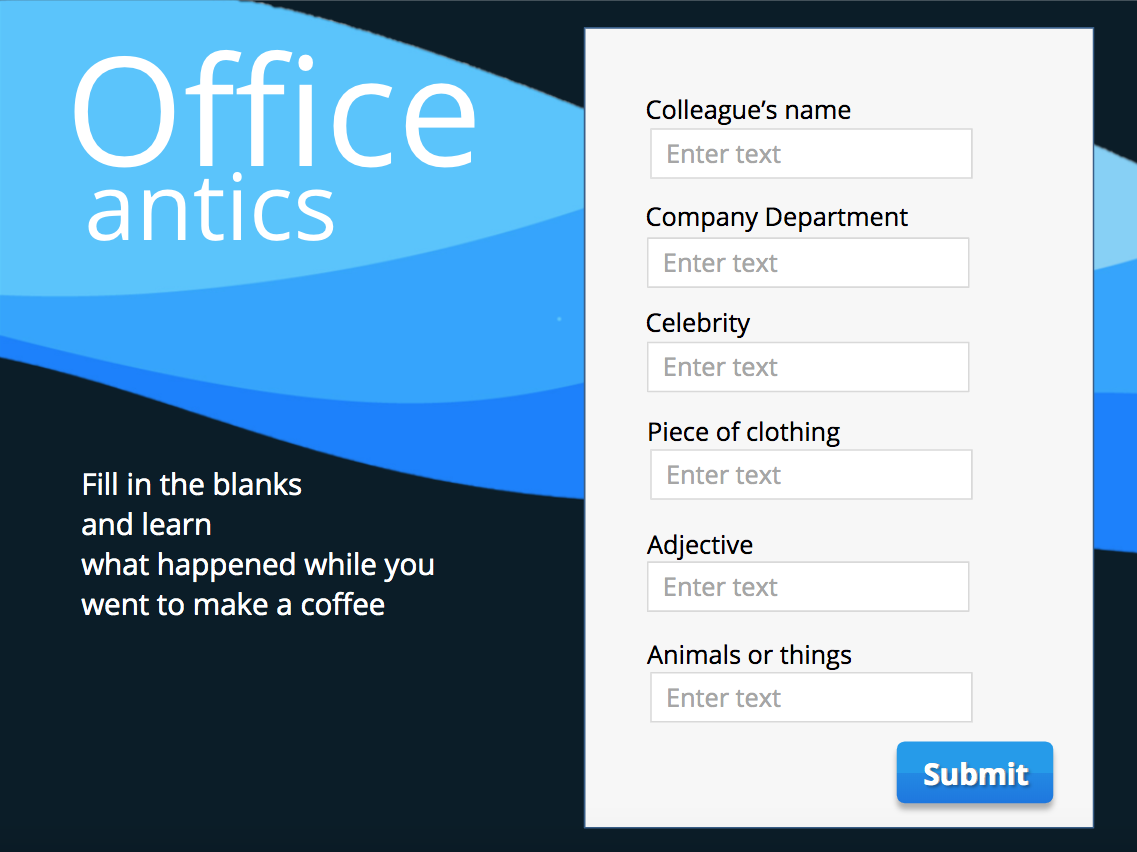 Office
antics
Fill in the blanks
and learn
what happened while you
went to make a coffee
Colleague’s name
Enter text
Company Department
Enter text
Celebrity
Enter text
Piece of clothing
Enter text
Adjective
Enter text
Animals or things
Enter text
Submit